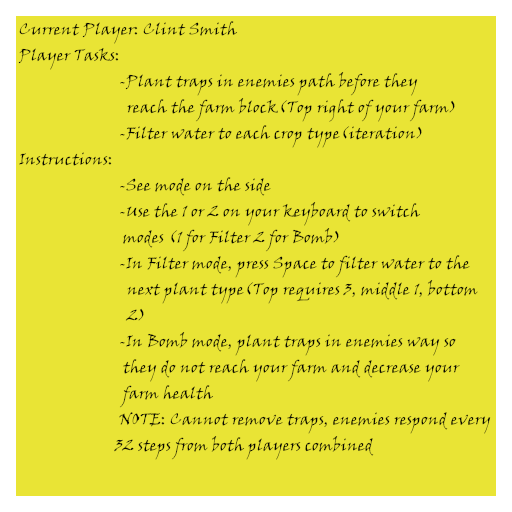 Current Player: Clint Smith
Player Tasks:
-Plant traps in enemies path before they
reach the farm block (Top right of your farm)
-Filter water to each crop type (iteration)
Instructions:
-See mode on the side
-Use the 1 or 2 on your keyboard to switch
modes (1 for Filter 2 for Bomb)
-In Filter mode, press Space to filter water to the
next plant type (Top requires 3, middle 1, bottom
2)
-In Bomb mode, plant traps in enemies way so
they do not reach your farm and decrease your
farm health
NOTE: Cannot remove traps, enemies respond every
32 steps from both players combined